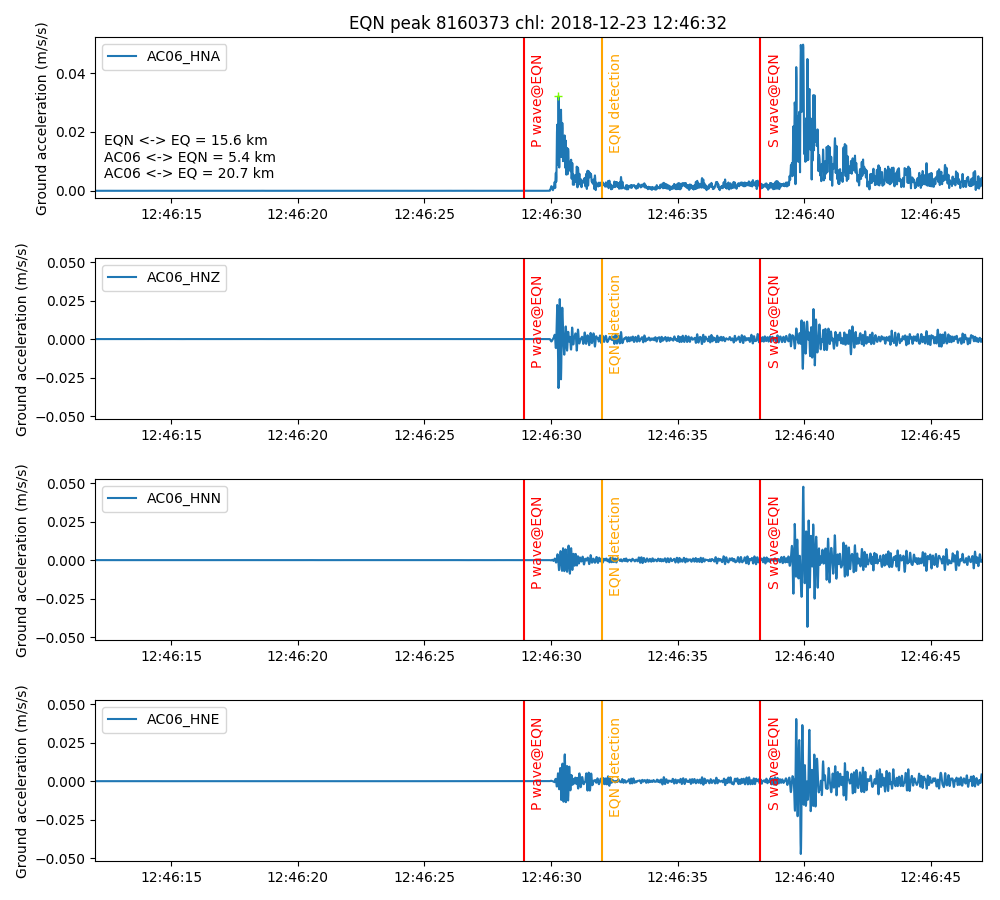 EQN peak 8160373 chl: 2018-12-23 12:46:32
Ground acceleration (m/s/s)
0.04
0.02
0.00
AC06_HNA
EQN <-> EQ = 15.6 km
AC06 <-> EQN = 5.4 km
AC06 <-> EQ = 20.7 km
P wave@EQN
EQN detection
S wave@EQN
12:46:15 12:46:20 12:46:25 12:46:30 12:46:35 12:46:40 12:46:45
Ground acceleration (m/s/s)
0.050
0.025
0.000
−0.025
−0.050
AC06_HNZ
P wave@EQN
EQN detection
S wave@EQN
12:46:15 12:46:20 12:46:25 12:46:30 12:46:35 12:46:40 12:46:45
Ground acceleration (m/s/s)
0.050
0.025
0.000
−0.025
−0.050
AC06_HNN
P wave@EQN
EQN detection
S wave@EQN
12:46:15 12:46:20 12:46:25 12:46:30 12:46:35 12:46:40 12:46:45
Ground acceleration (m/s/s)
0.050
0.025
0.000
−0.025
−0.050
AC06_HNE
P wave@EQN
EQN detection
S wave@EQN
12:46:15 12:46:20 12:46:25 12:46:30 12:46:35 12:46:40 12:46:45